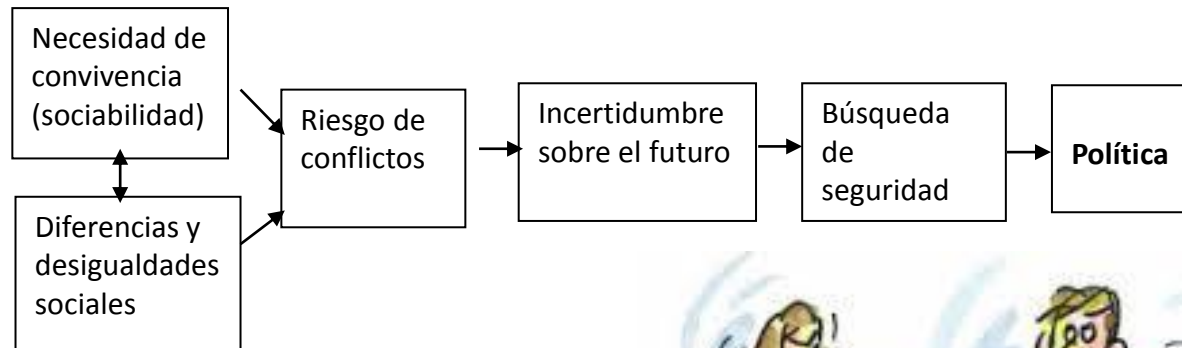 Necesidad de
convivencia
(sociabilidad)
Diferencias y
desigualdades
sociales
Riesgo de
conflictos
Incertidumbre
sobre el futuro
Búsqueda
de
seguridad
Política